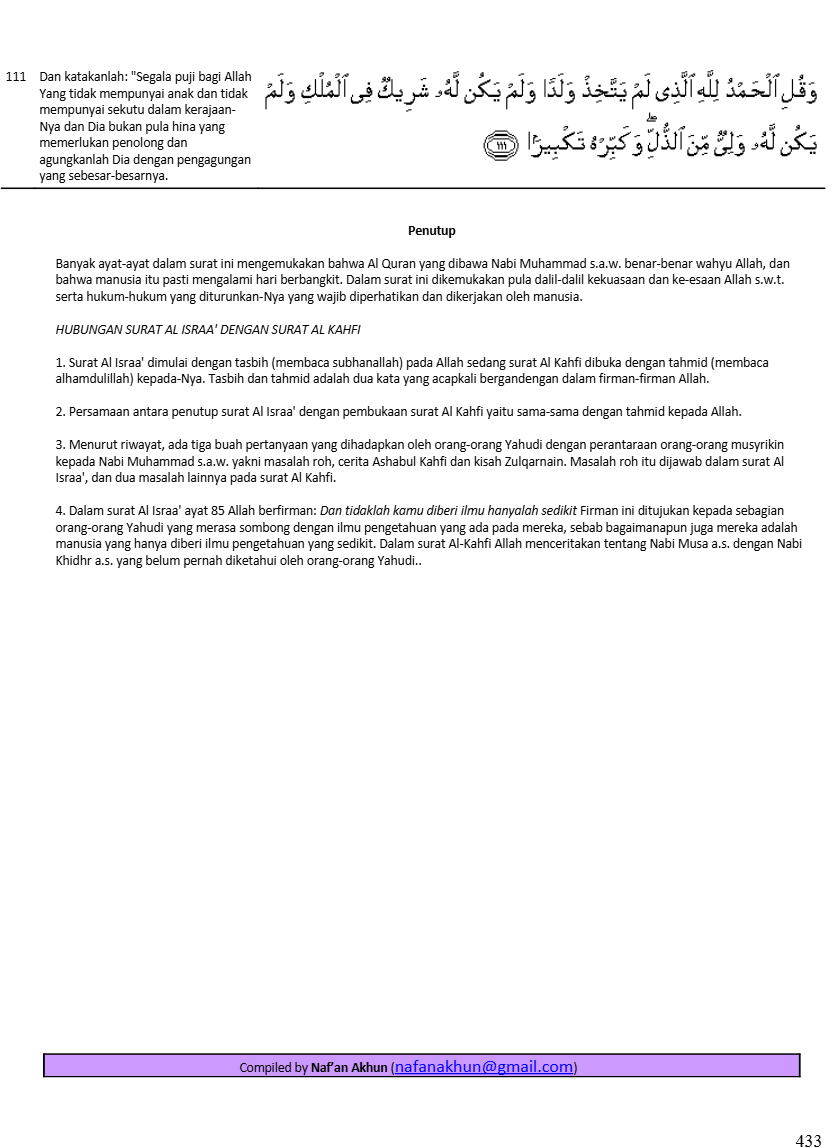 111 Dan katakanlah: "Segala puji bagi Allah
Yang tidak mempunyai anak dan tidak
mempunyai sekutu dalam kerajaan-
Nya dan Dia bukan pula hina yang
memerlukan penolong dan
agungkanlah Dia dengan pengagungan
yang sebesar-besarnya.
وَقُلِ ٱلْحَمْدُ لِلَّهِ ٱلَّذِى لَمْ يَتَّخِذْ وَلَدًا وَلَمْ يَكُن لَّهُۥ شَرِيكٌ فِى ٱلْمُلْكِ وَلَمْ
يَكُن لَّهُۥ وَلِىٌّ مِّنَ ٱلذُّلِّ ۖ وَكَبِّرْهُ تَكْبِيرًۢا ١١١
Penutup
Banyak ayat-ayat dalam surat ini mengemukakan bahwa Al Quran yang dibawa Nabi Muhammad s.a.w. benar-benar wahyu Allah, dan
bahwa manusia itu pasti mengalami hari berbangkit. Dalam surat ini dikemukakan pula dalil-dalil kekuasaan dan ke-esaan Allah s.w.t.
serta hukum-hukum yang diturunkan-Nya yang wajib diperhatikan dan dikerjakan oleh manusia.
HUBUNGAN SURAT AL ISRAA' DENGAN SURAT AL KAHFI
1. Surat Al Israa' dimulai dengan tasbih (membaca subhanallah) pada Allah sedang surat Al Kahfi dibuka dengan tahmid (membaca
alhamdulillah) kepada-Nya. Tasbih dan tahmid adalah dua kata yang acapkali bergandengan dalam firman-firman Allah.
2. Persamaan antara penutup surat Al Israa' dengan pembukaan surat Al Kahfi yaitu sama-sama dengan tahmid kepada Allah.
3. Menurut riwayat, ada tiga buah pertanyaan yang dihadapkan oleh orang-orang Yahudi dengan perantaraan orang-orang musyrikin
kepada Nabi Muhammad s.a.w. yakni masalah roh, cerita Ashabul Kahfi dan kisah Zulqarnain. Masalah roh itu dijawab dalam surat Al
Israa', dan dua masalah lainnya pada surat Al Kahfi.
4. Dalam surat Al Israa' ayat 85 Allah berfirman: Dan tidaklah kamu diberi ilmu hanyalah sedikit Firman ini ditujukan kepada sebagian
orang-orang Yahudi yang merasa sombong dengan ilmu pengetahuan yang ada pada mereka, sebab bagaimanapun juga mereka adalah
manusia yang hanya diberi ilmu pengetahuan yang sedikit. Dalam surat Al-Kahfi Allah menceritakan tentang Nabi Musa a.s. dengan Nabi
Khidhr a.s. yang belum pernah diketahui oleh orang-orang Yahudi..
Compiled by Naf’an Akhun (nafanakhun@gmail.com)
433